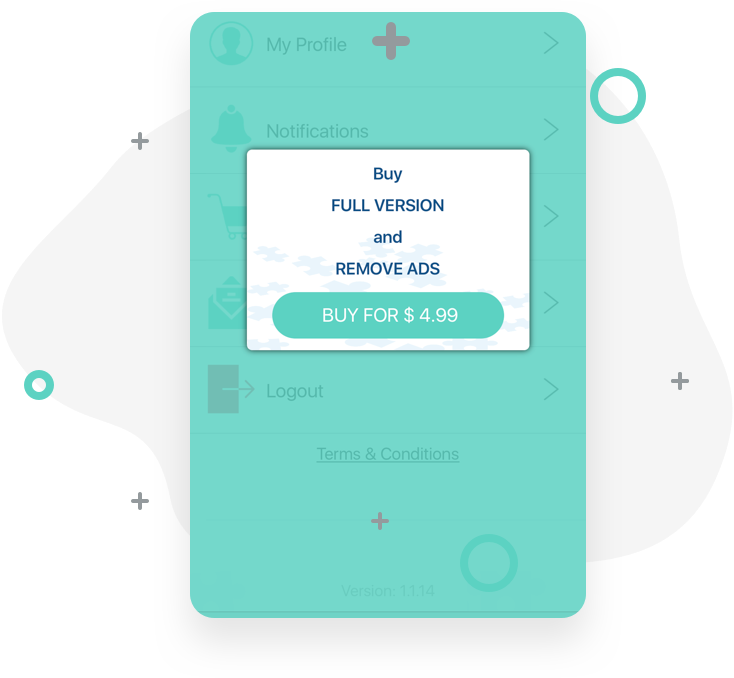 My Profile
Notifications
Buy
FULL VERSION
and
REMOVE ADS
BUY FOR $ 4.99
Logout
Terms & Conditions
Version: 1.1.14